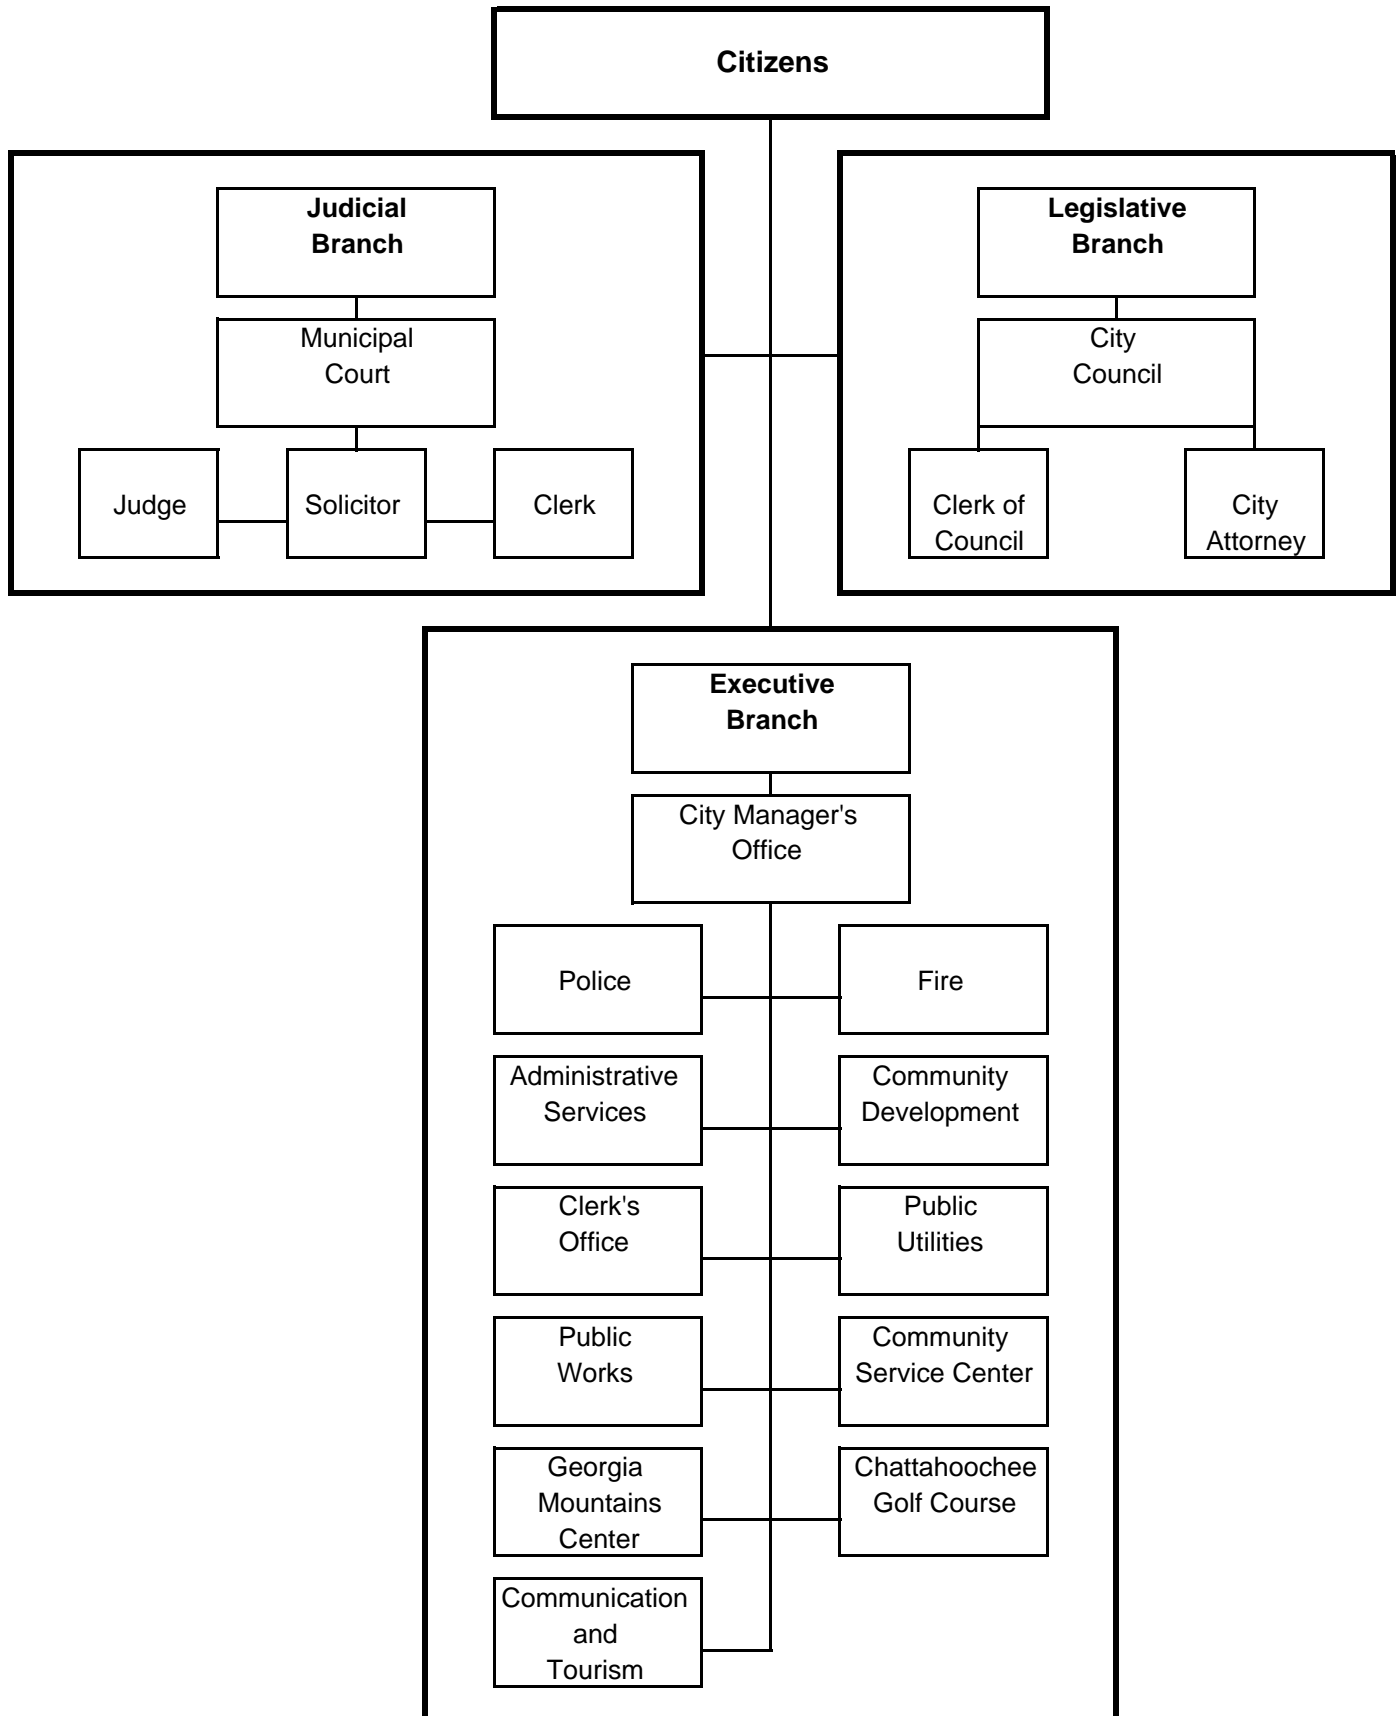 Citizens
Judicial
Branch
Municipal
Court
Judge
Solicitor
Clerk
Legislative
Branch
City
Council
Clerk of
Council
City
Attorney
Executive
Branch
City Manager's
Office
Police
Fire
Administrative
Services
Community
Development
Clerk's
Office
Public
Utilities
Public
Works
Community
Service Center
Georgia
Mountains
Center
Chattahoochee
Golf Course
Communication
and
Tourism